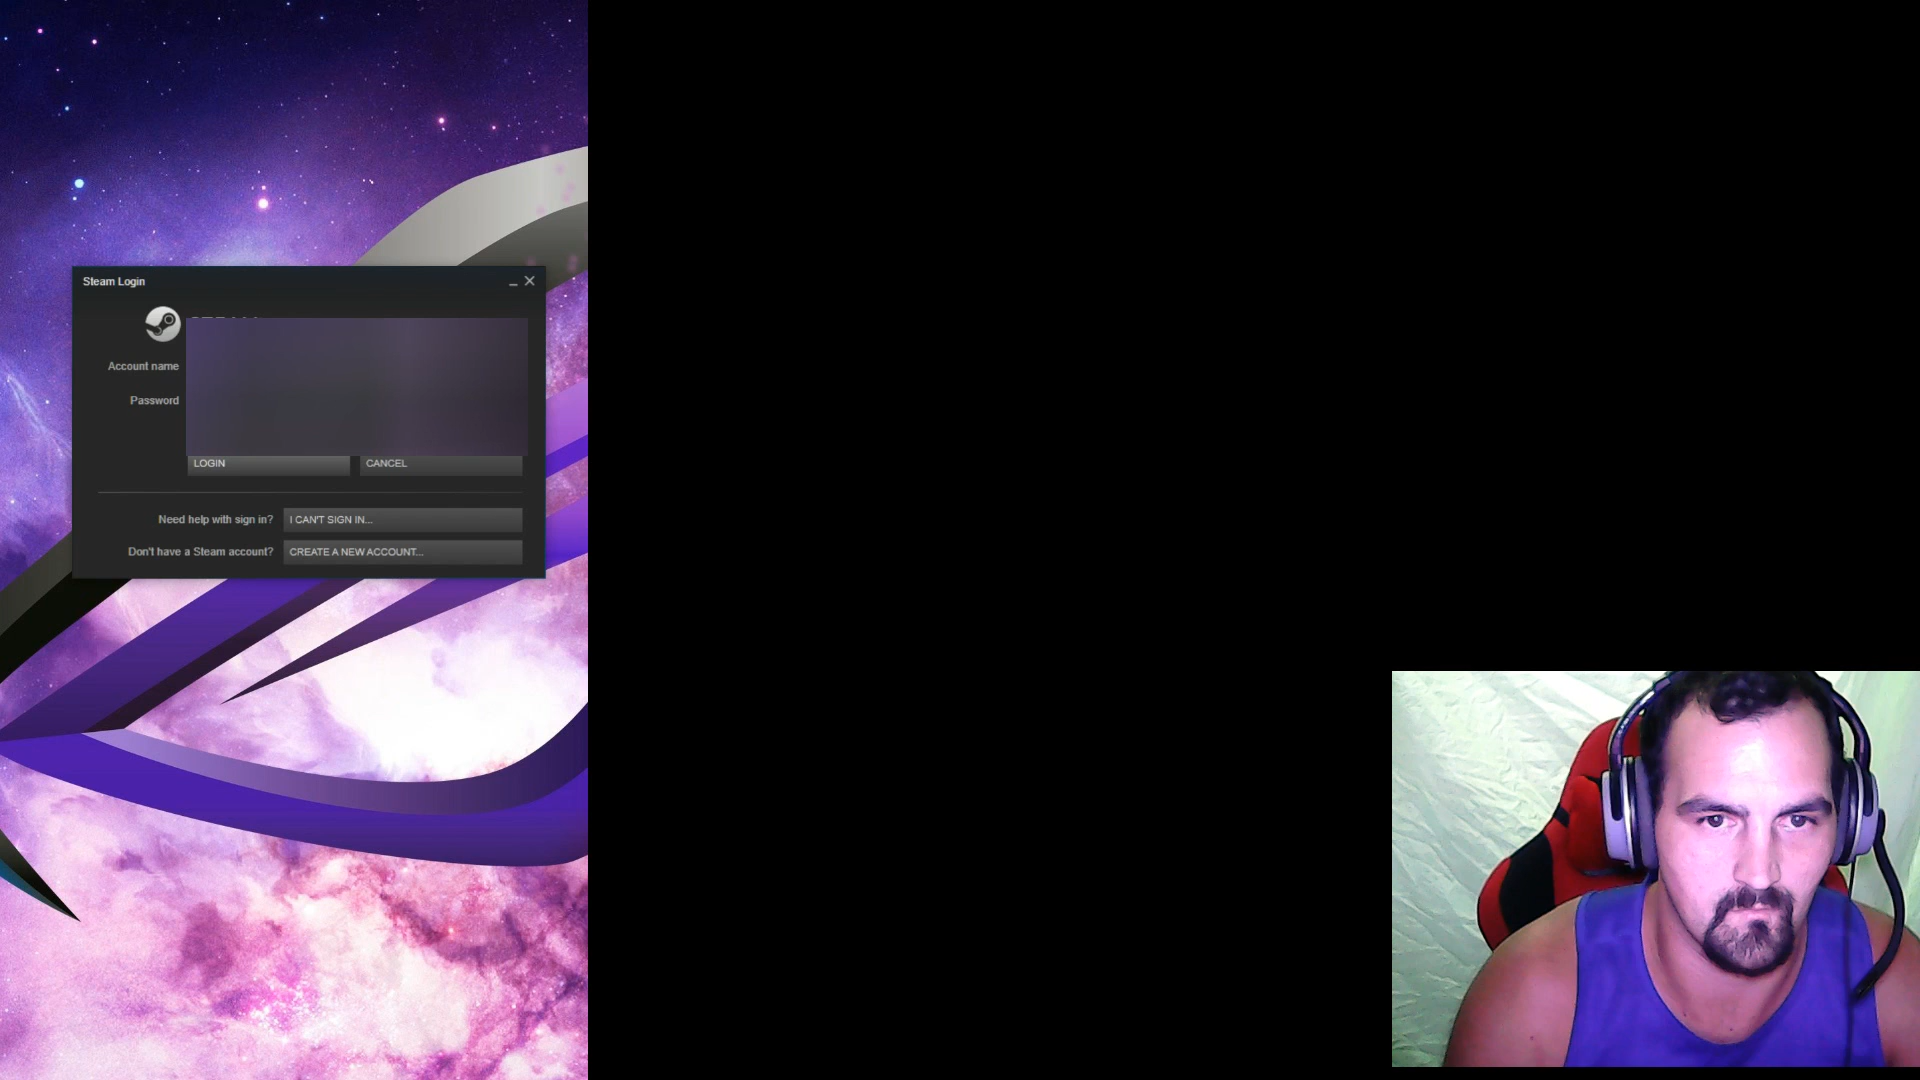 Steam Login
Account name
Password
LOGIN
CANCEL
Need help with sign in?
I CAN'T SIGN IN...
Don't have a Steam account?
CREATE A NEW ACCOUNT...